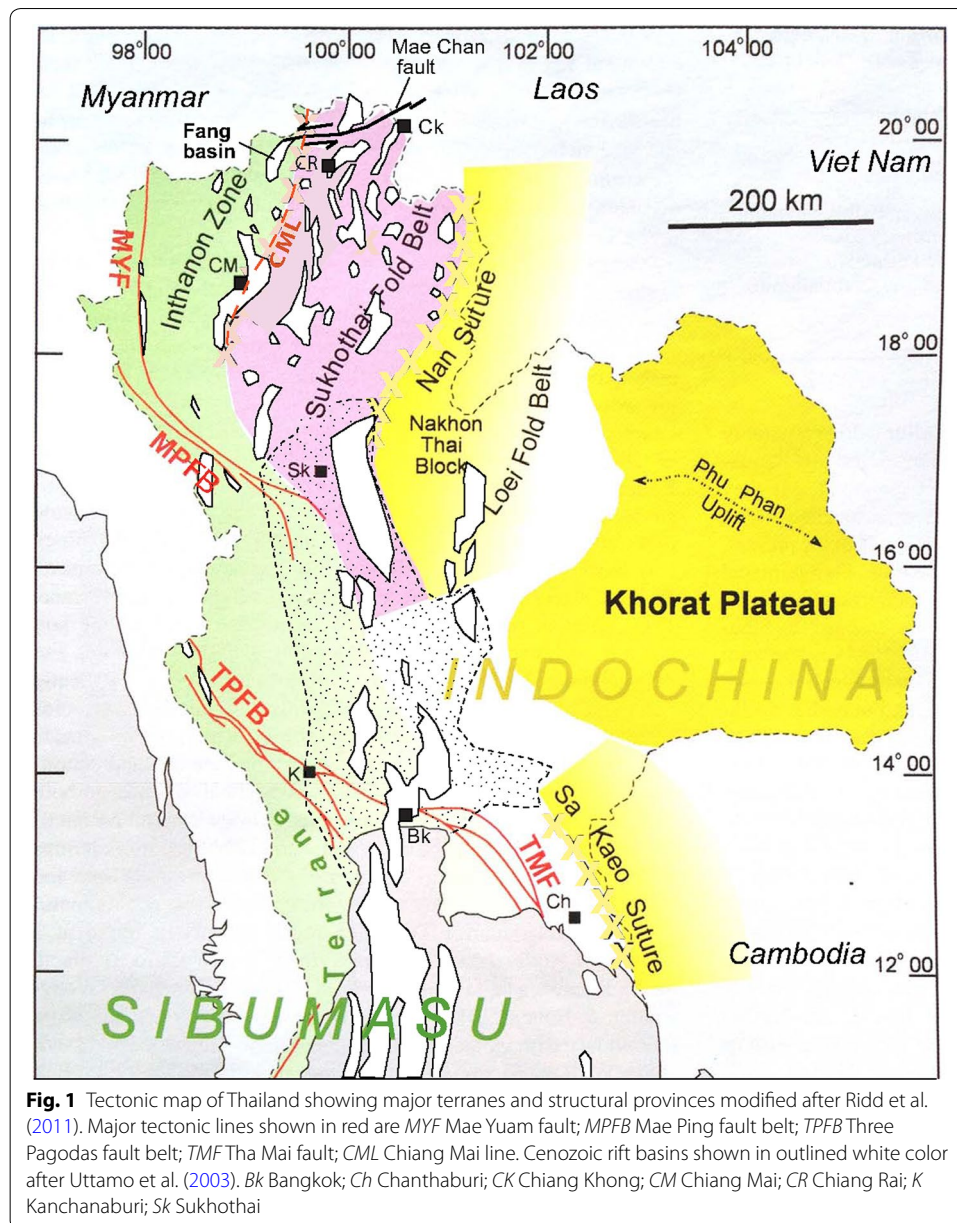 98°000
100°000
102°000
104°000
Mae Chan
fault
Myanmar
Laos
Ck
20°00
Fang
basin
CR
Viet Nam
200 km
Inthanon Zone
CML
MYF
CM
Sukhothai Fold Belt
Nan Suture
18°00
Nakhon
Thai
Block
Loei Fold Belt
Sk
MPFB
Phu Phan
Uplift
16°00
Khorat Plateau
INDOCHINA
TPFB
K
14°00
Bk
Sa Kaeo Suture
TMF
Ch
Terrane
Cambodia
12°00
SIBUMASU
Fig. 1 Tectonic map of Thailand showing major terranes and structural provinces modified after Ridd et al.
(2011). Major tectonic lines shown in red are MYF Mae Yuam fault; MPFB Mae Ping fault belt; TPFB Three
Pagodas fault belt; TMF Tha Mai fault; CML Chiang Mai line. Cenozoic rift basins shown in outlined white color
after Uttamo et al. (2003). Bk Bangkok; Ch Chanthaburi; CK Chiang Khong; CM Chiang Mai; CR Chiang Rai; K
Kanchanaburi; Sk Sukhothai